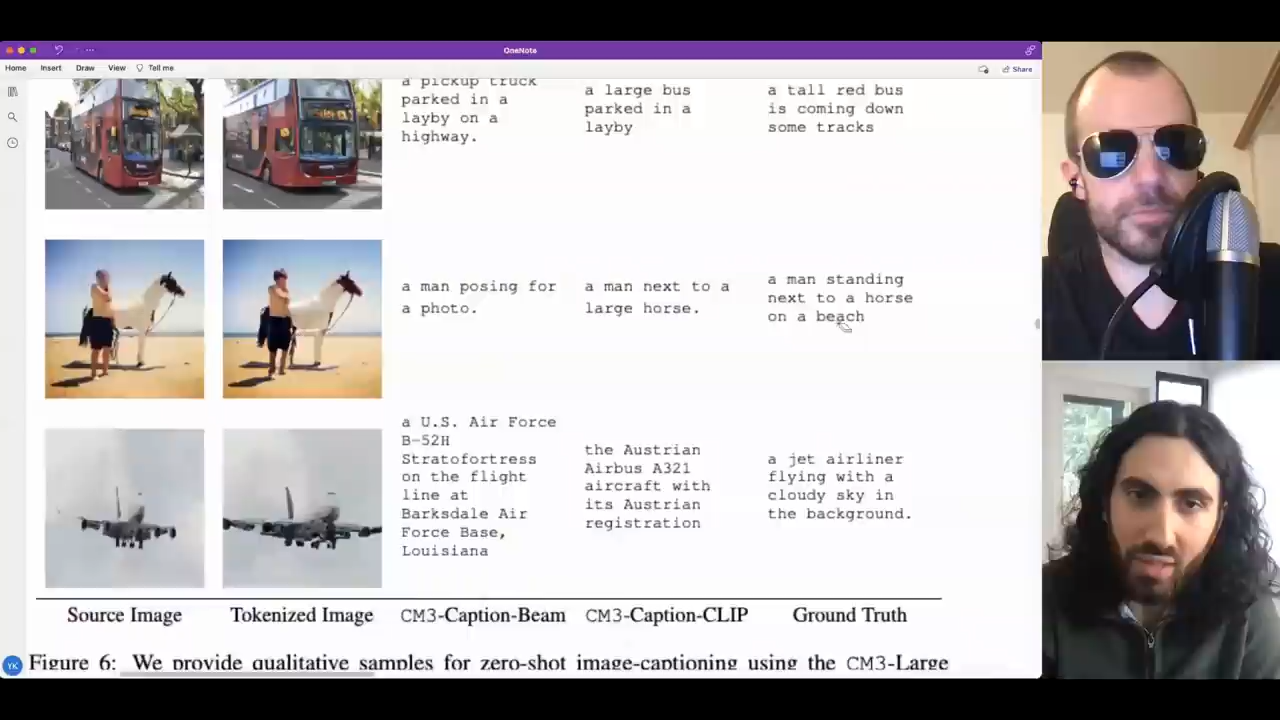 OneNote
Home Insert Draw View Tell me Share
a pickup truck
parked in a
layby on a
highway.
a large bus
parked in a
layby
a tall red bus
is coming down
some tracks
a man posing for
a photo.
a man next to a
large horse.
a man standing
next to a horse
on a beach
a U.S. Air Force
B-52H
Stratofortress
on the flight
line at
Barksdale Air
Force Base,
Louisiana
the Austrian
Airbus A321
aircraft with
its Austrian
registration
a jet airliner
flying with a
cloudy sky in
the background.
Source Image Tokenized Image CM3-Caption-Beam CM3-Caption-CLIP Ground Truth
YK
Figure 6: We provide qualitative samples for zero-shot image-captioning using the CM3-Large